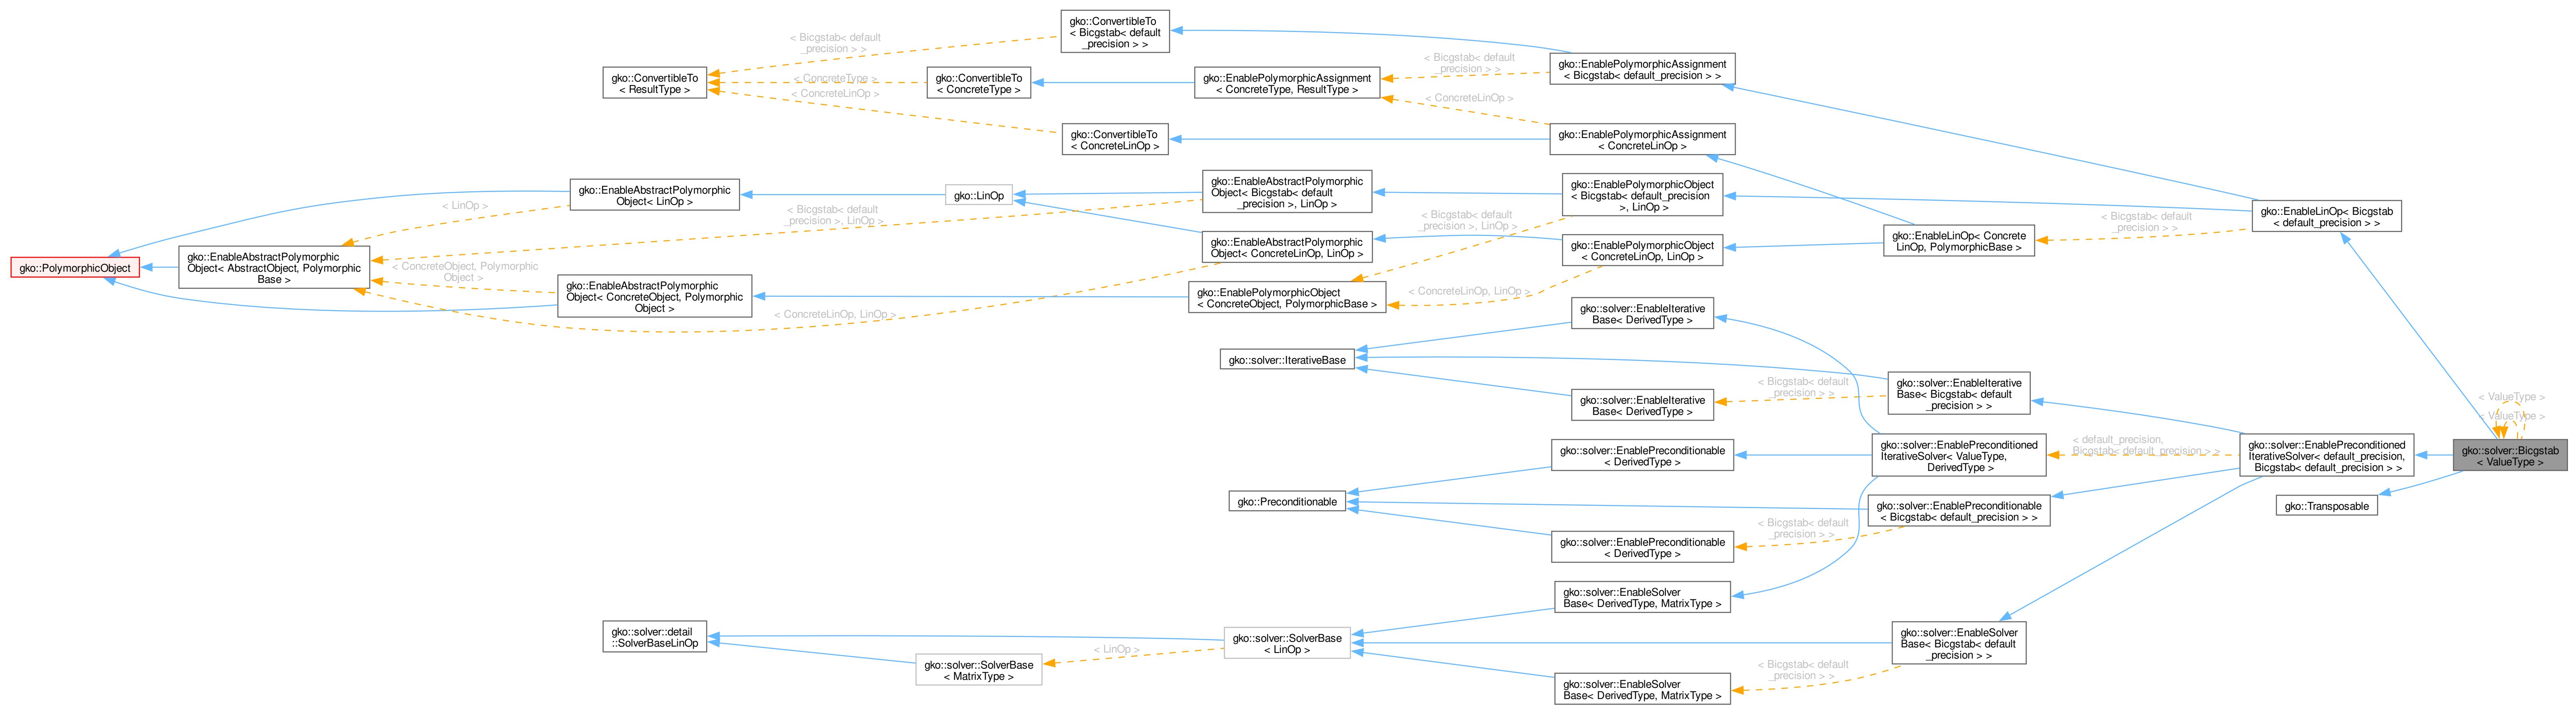 gko::ConvertibleTo
< Bicgstab< default
_precision > >
< Bicgstab< default
_precision > >
gko::ConvertibleTo
< ResultType >
< ConcreteType >
gko::ConvertibleTo
< ConcreteType >
gko::EnablePolymorphicAssignment
< ConcreteType, ResultType >
< Bicgstab< default
_precision > >
gko::EnablePolymorphicAssignment
< Bicgstab< default_precision > >
< ConcreteLinOp >
< ConcreteLinOp >
gko::ConvertibleTo
< ConcreteLinOp >
gko::EnablePolymorphicAssignment
< ConcreteLinOp >
gko::EnableAbstractPolymorphic
Object< LinOp >
gko::LinOp
gko::EnableAbstractPolymorphic
Object< Bicgstab< default
_precision >, LinOp >
gko::EnablePolymorphicObject
< Bicgstab< default_precision
>, LinOp >
gko::EnableLinOp< Bicgstab
< default_precision > >
< LinOp >
< Bicgstab< default
_precision >, LinOp >
< Bicgstab< default
_precision >, LinOp >
< Bicgstab< default
_precision > >
gko::EnableLinOp< Concrete
LinOp, PolymorphicBase >
gko::EnableAbstractPolymorphic
Object< ConcreteLinOp, LinOp >
gko::EnablePolymorphicObject
< ConcreteLinOp, LinOp >
gko::PolymorphicObject
gko::EnableAbstractPolymorphic
Object< AbstractObject, Polymorphic
Base >
< ConcreteObject, Polymorphic
Object >
gko::EnableAbstractPolymorphic
Object< ConcreteObject, Polymorphic
Object >
gko::EnablePolymorphicObject
< ConcreteObject, PolymorphicBase >
< ConcreteLinOp, LinOp >
< ConcreteLinOp, LinOp >
gko::solver::EnableIterative
Base< DerivedType >
gko::solver::IterativeBase
gko::solver::EnableIterative
Base< DerivedType >
< Bicgstab< default
_precision > >
gko::solver::EnableIterative
Base< Bicgstab< default
_precision > >
< ValueType >
< ValueType >
gko::solver::Bicgstab
< ValueType >
gko::solver::EnablePreconditionable
< DerivedType >
gko::solver::EnablePreconditioned
IterativeSolver< ValueType,
DerivedType >
< default_precision,
Bicgstab< default_precision > >
gko::solver::EnablePreconditioned
IterativeSolver< default_precision,
Bicgstab< default_precision > >
gko::Preconditionable
gko::solver::EnablePreconditionable
< Bicgstab< default_precision > >
gko::Transposable
< Bicgstab< default
_precision > >
gko::solver::EnablePreconditionable
< DerivedType >
gko::solver::EnableSolver
Base< DerivedType, MatrixType >
gko::solver::detail
::SolverBaseLinOp
gko::solver::SolverBase
< LinOp >
gko::solver::EnableSolver
Base< Bicgstab< default
_precision > >
gko::solver::SolverBase
< MatrixType >
< LinOp >
< Bicgstab< default
_precision > >
gko::solver::EnableSolver
Base< DerivedType, MatrixType >